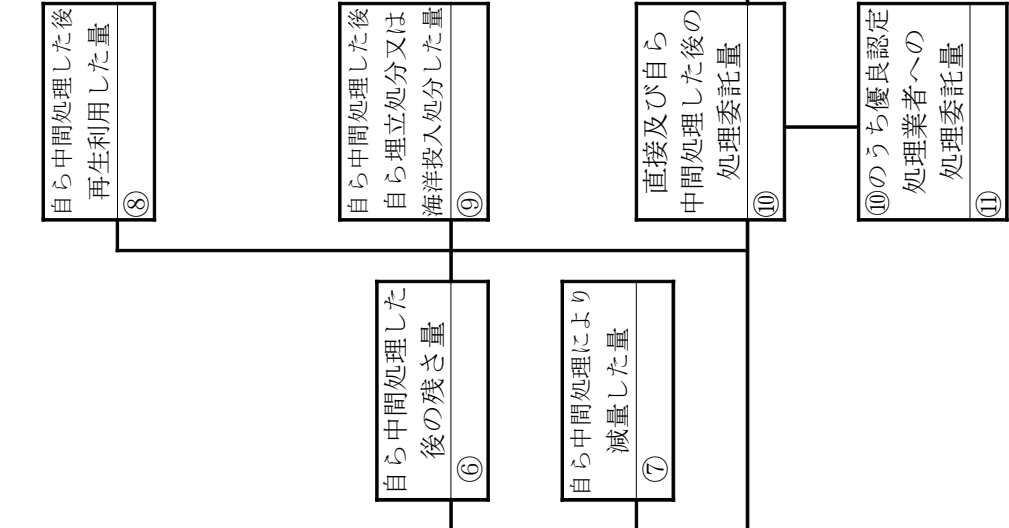 自ら中間処理した後
再生利用した量
⑧
自ら中間処理した後
自ら埋立処分又は
海洋投入処分した量
⑨
直接及び自ら
中間処理した後の
処理委託量
⑩
⑩のうち優良認定
処理業者への
処理委託量
⑪
自ら中間処理した
後の残さ量
⑥
自ら中間処理により
減量した量
⑦